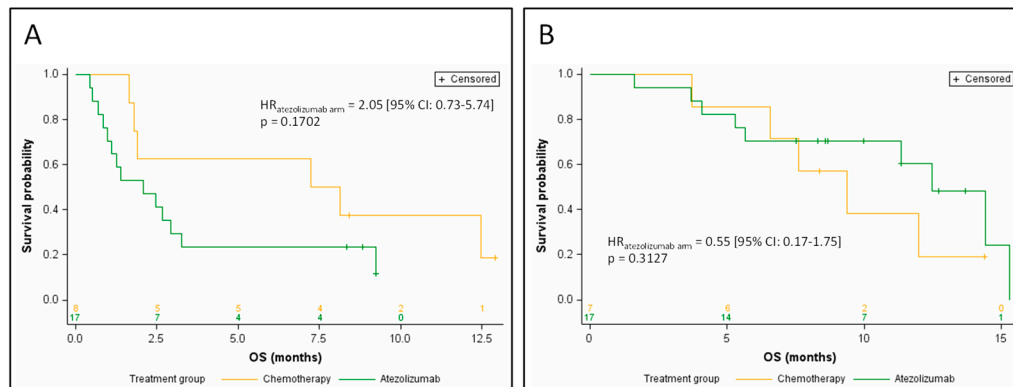 A
+ Censored
HRatezolizumab arm = 2.05 [95% CI: 0.73-5.74]
p = 0.1702
Survival probability
1.0
0.8
0.6
0.4
0.2
0.0
8 5 5 4 2 1
17 7 4 4 0
0.0 2.5 5.0 7.5 10.0 12.5
OS (months)
Treatment group Chemotherapy Atezolizumab
B
+ Censored
HRatezolizumab arm = 0.55 [95% CI: 0.17-1.75]
p = 0.3127
Survival probability
1.0
0.8
0.6
0.4
0.2
0.0
7 6 2 0
17 14 7 1
0 5 10 15
OS (months)
Treatment group Chemotherapy Atezolizumab